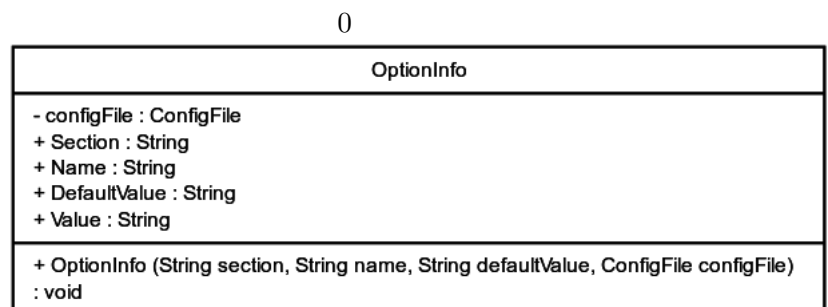 0
OptionInfo
- configFile : ConfigFile
+ Section : String
+ Name : String
+ DefaultValue : String
+ Value : String
+ OptionInfo (String section, String name, String defaultValue, ConfigFile configFile)
: void